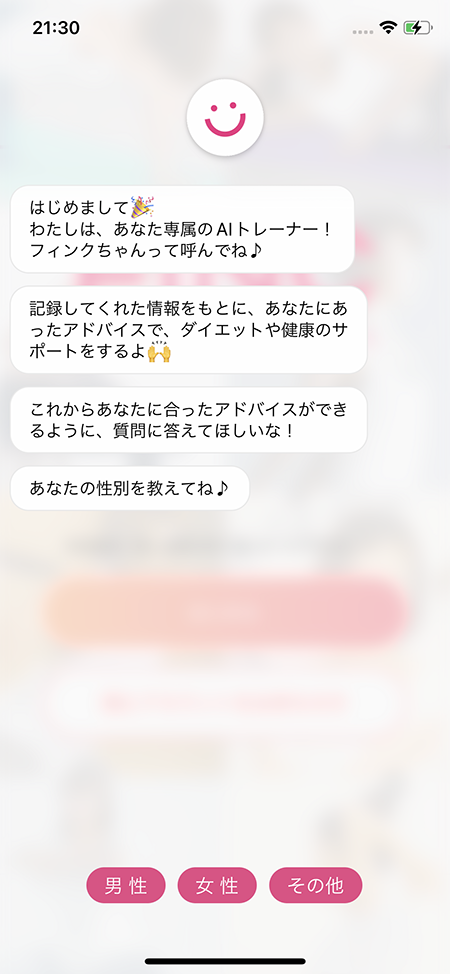 21:30
はじめまして🎉
わたしは、あなた専属のAIトレーナー！
フィンクちゃんって呼んでね♪
記録してくれた情報をもとに、あなたにあ
ったアドバイスで、ダイエットや健康のサ
ポートをするよ🙌
これからあなたに合ったアドバイスができ
るように、質問に答えてほしいな！
あなたの性別を教えてね♪
男性
女性
その他